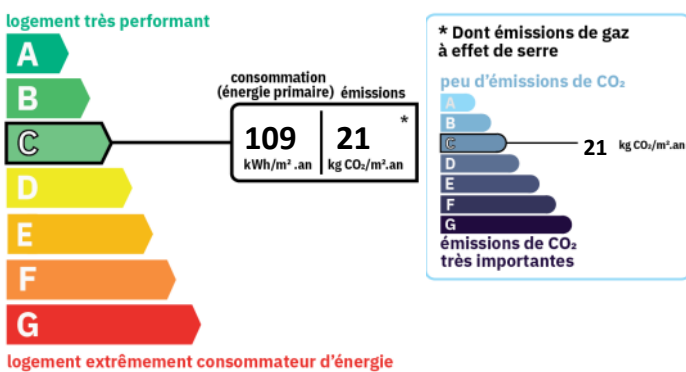 logement très performant
A
B
C
D
E
F
G
logement extrêmement consommateur d'énergie
consommation
(énergie primaire) émissions
109
kWh/m².an
21 *
kg CO₂/m².an
* Dont émissions de gaz
à effet de serre
peu d'émissions de CO₂
A
B
C
D
E
F
G
21 kg CO₂/m².an
émissions de CO₂
très importantes